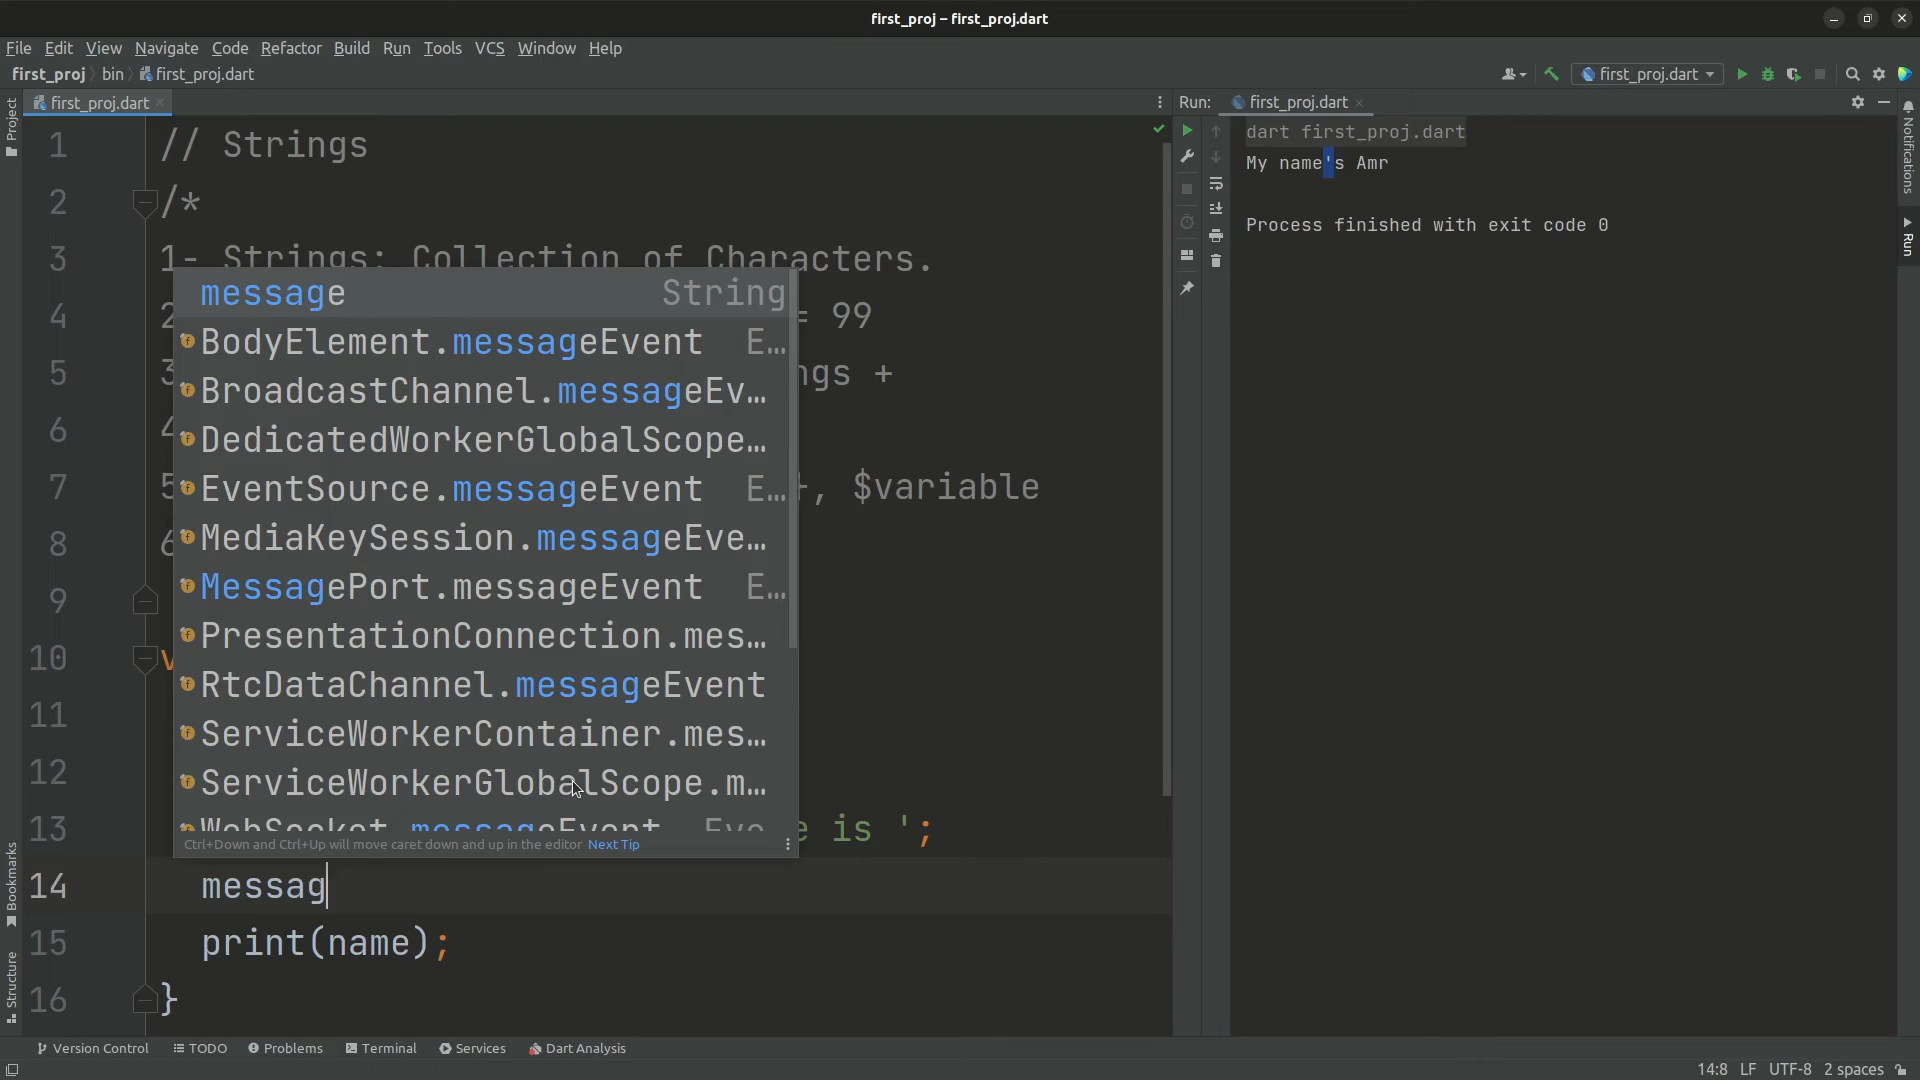 first_proj – first_proj.dart
File Edit View Navigate Code Refactor Build Run Tools VCS Window Help
first_proj bin first_proj.dart
first_proj.dart
first_proj.dart
Run: first_proj.dart
Project
Bookmarks
Structure
Notifications
Run
1 // Strings
2 /*
3 1- Strings: Collection of Characters.
4 = 99
5 ngs +
6
7 , $variable
8
9
10
11
12
13 is ';
14 messag
15 print(name);
16 }
message String
BodyElement.messageEvent E…
BroadcastChannel.messageEv…
DedicatedWorkerGlobalScope…
EventSource.messageEvent E…
MediaKeySession.messageEve…
MessagePort.messageEvent E…
PresentationConnection.mes…
RtcDataChannel.messageEvent
ServiceWorkerContainer.mes…
ServiceWorkerGlobalScope.m…
WebSocket.messageEvent Eve
Ctrl+Down and Ctrl+Up will move caret down and up in the editor Next Tip
dart first_proj.dart
My name's Amr
Process finished with exit code 0
Version Control TODO Problems Terminal Services Dart Analysis
14:8 LF UTF-8 2 spaces